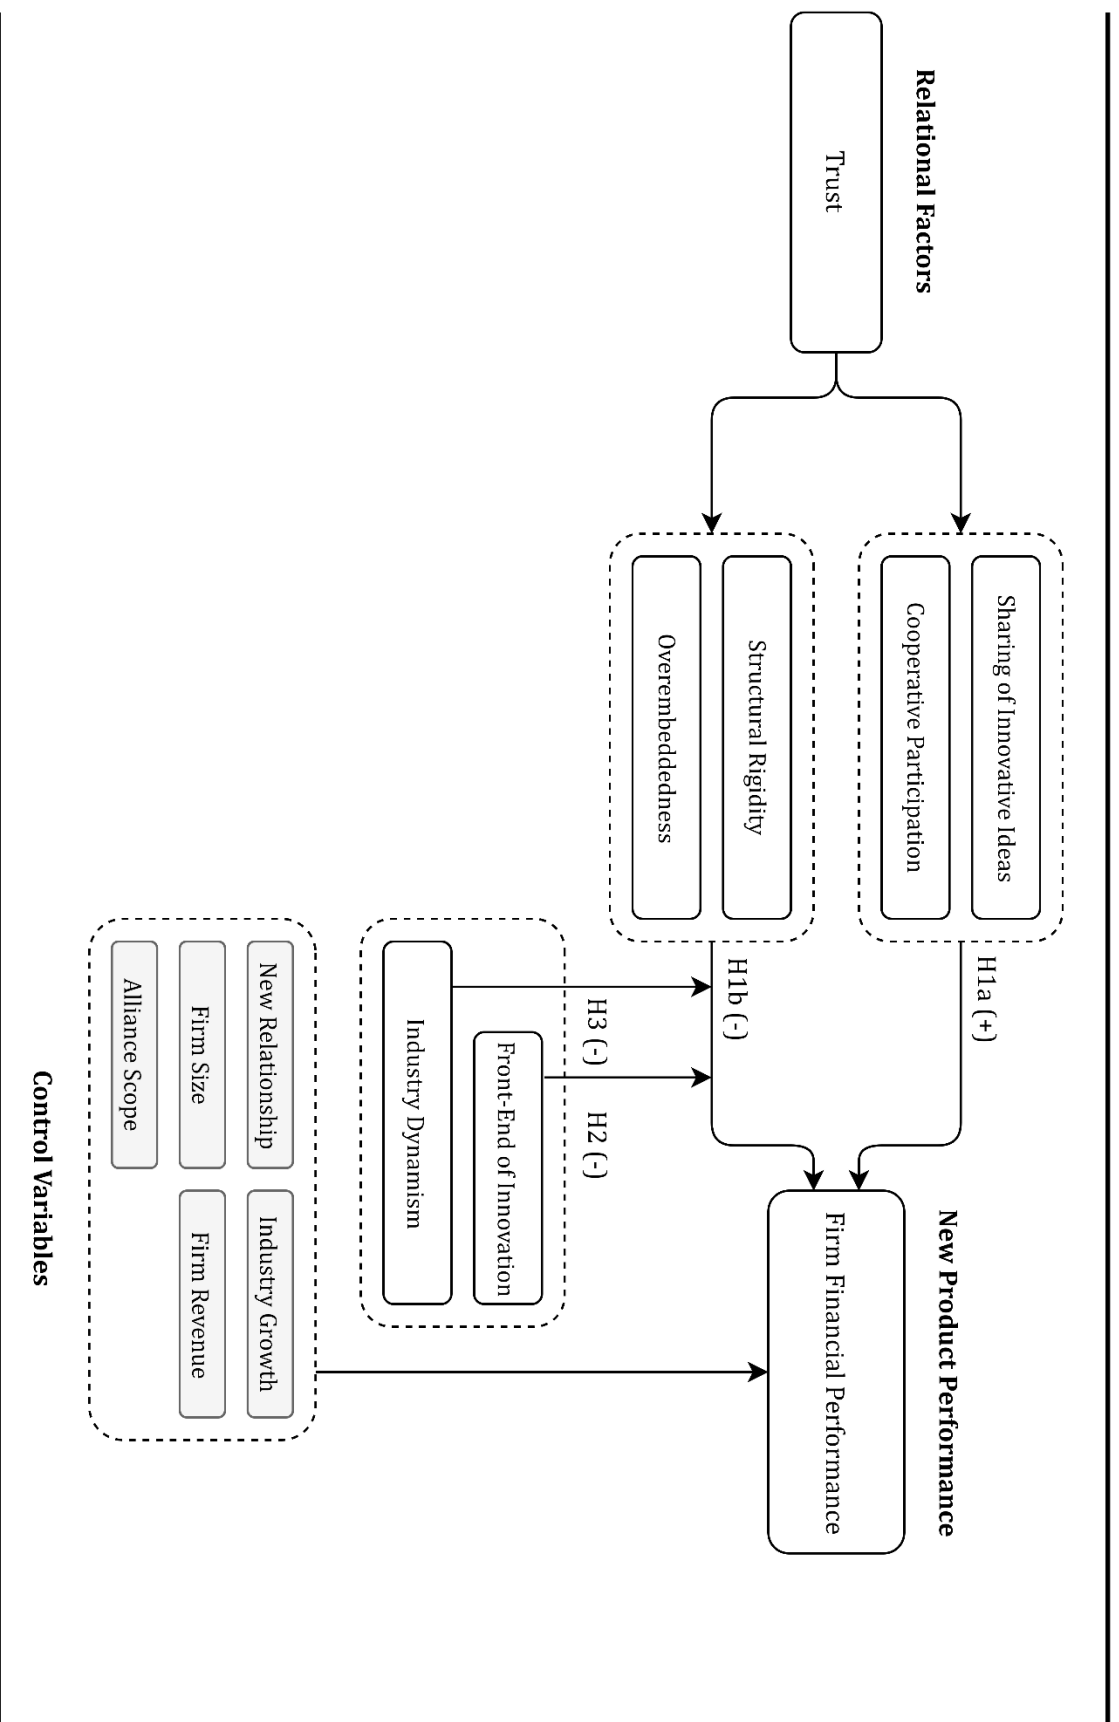 Relational Factors
Trust
Sharing of Innovative Ideas
Cooperative Participation
Structural Rigidity
Overembeddedness
H1a (+)
H1b (-)
H3 (-)
H2 (-)
Front-End of Innovation
Industry Dynamism
New Product Performance
Firm Financial Performance
New Relationship
Industry Growth
Firm Size
Firm Revenue
Alliance Scope
Control Variables